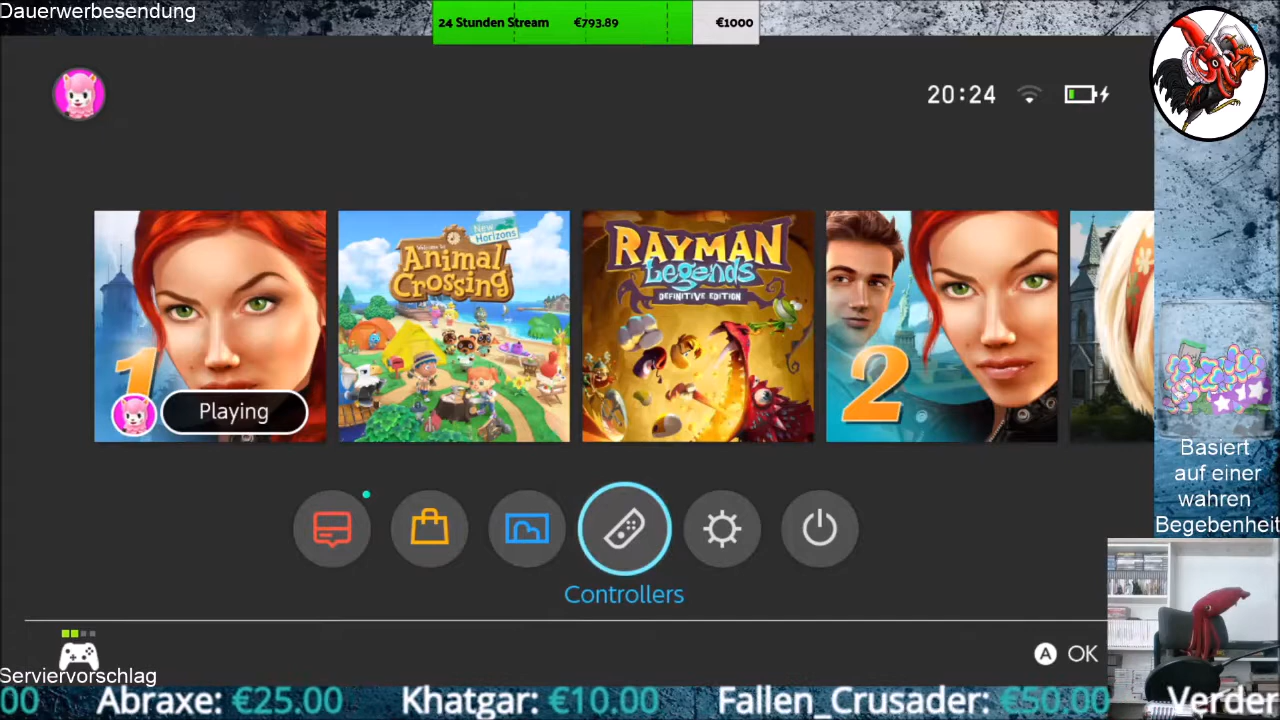 Dauerwerbesendung
24 Stunden Stream €793.89 €1000
20:24
New Horizons
Welcome to
Animal
Crossing
RAYMAN
Legends
DEFINITIVE EDITION
1
Playing
2
Basiert
auf einer
wahren
Begebenheit
Controllers
A OK
Serviervorschlag
00 Abraxe: €25.00 Khatgar: €10.00 Fallen_Crusader: €50.00 Verder